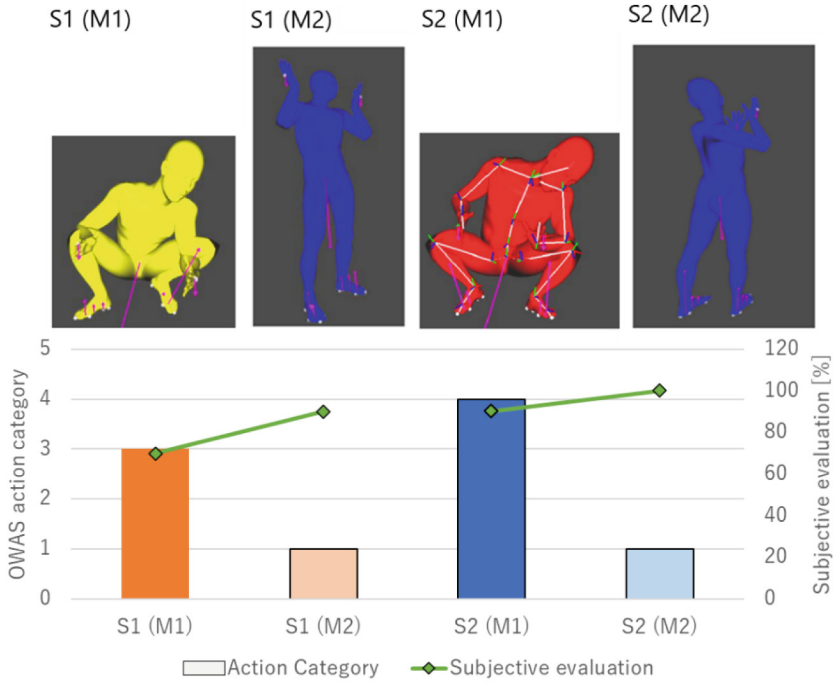 S1 (M1)
S1 (M2)
S2 (M1)
S2 (M2)
OWAS action category
5
4
3
2
1
0
120
100
80
60
40
20
0
Subjective evaluation [%]
S1 (M1)
S1 (M2)
S2 (M1)
S2 (M2)
Action Category
Subjective evaluation